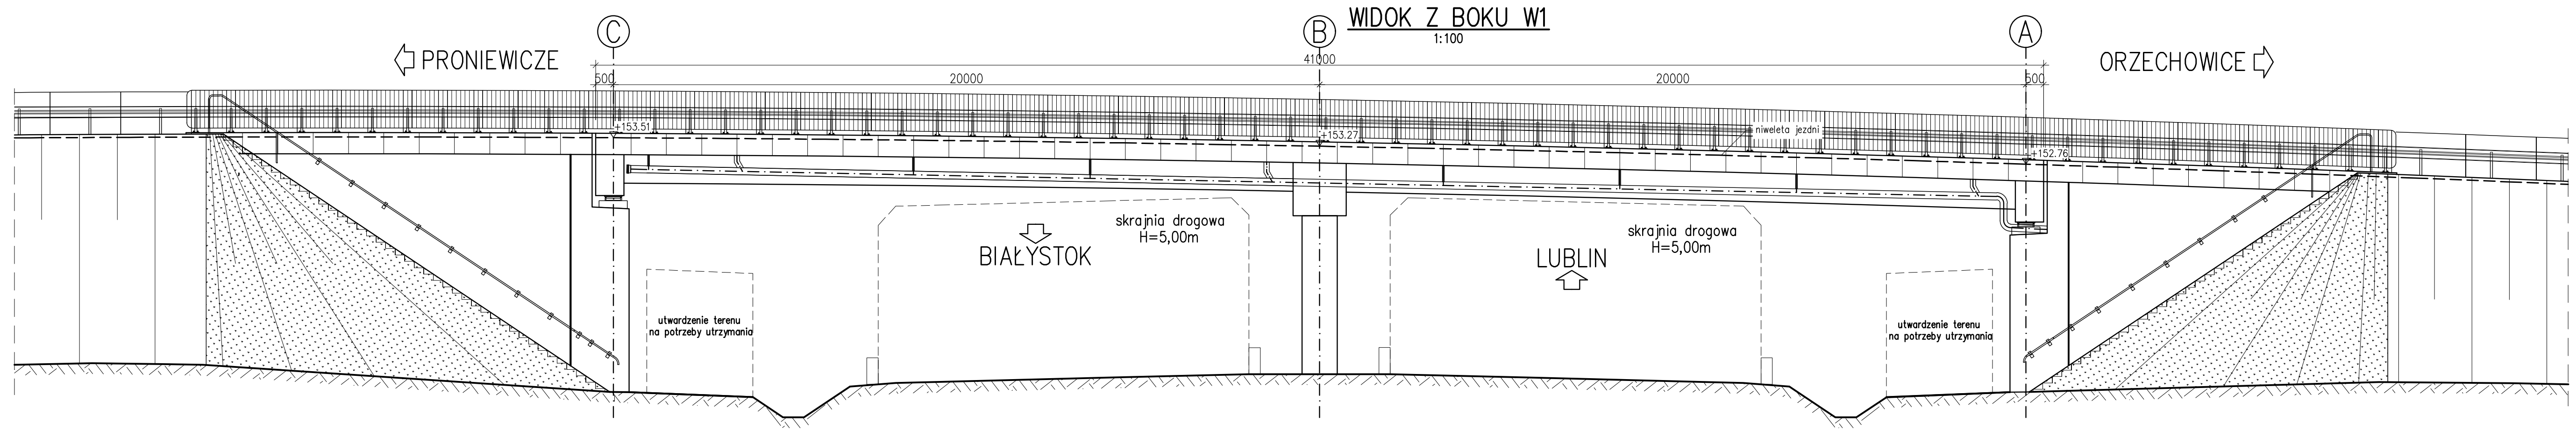 WIDOK Z BOKU W1
1:100
C
B
A
PRONIEWICZE
ORZECHOWICE
41000
500
20000
20000
500
+153.51
+153.27
niweleta jezdni
+152.76
skrajnia drogowa
H=5,00m
BIAŁYSTOK
skrajnia drogowa
H=5,00m
LUBLIN
utwardzenie terenu
na potrzeby utrzymania
utwardzenie terenu
na potrzeby utrzymania